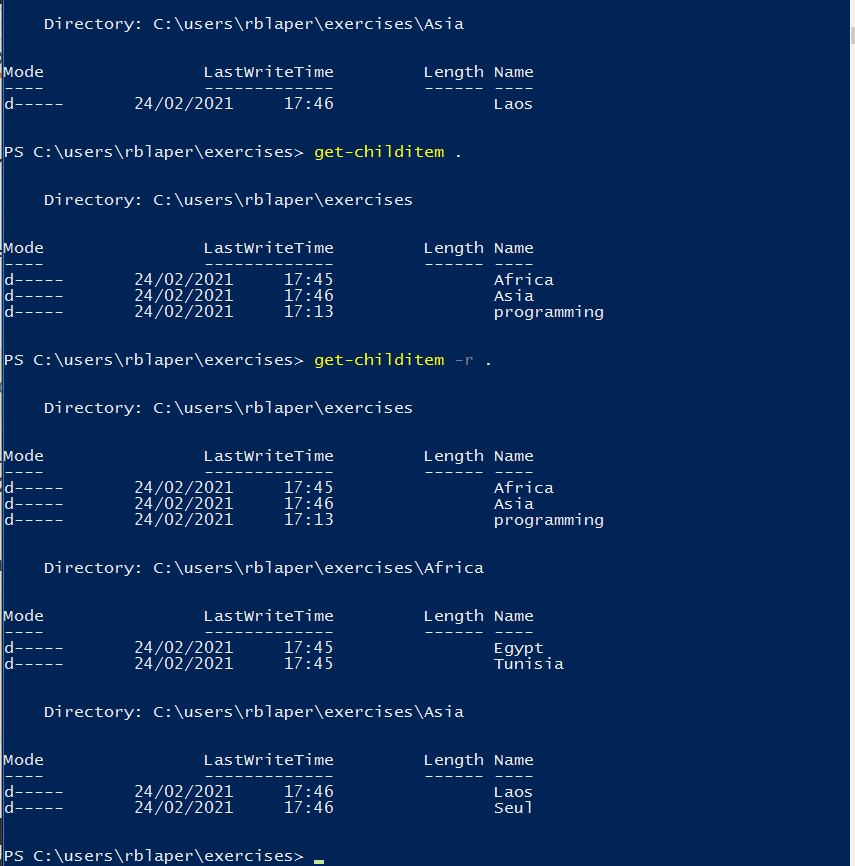 Directory: C:\users\rblaper\exercises\Asia
Mode LastWriteTime Length Name
---- ------------- ------ ----
d----- 24/02/2021 17:46 Laos
PS C:\users\rblaper\exercises> get-childitem .
Directory: C:\users\rblaper\exercises
Mode LastWriteTime Length Name
---- ------------- ------ ----
d----- 24/02/2021 17:45 Africa
d----- 24/02/2021 17:46 Asia
d----- 24/02/2021 17:13 programming
PS C:\users\rblaper\exercises> get-childitem -r .
Directory: C:\users\rblaper\exercises
Mode LastWriteTime Length Name
---- ------------- ------ ----
d----- 24/02/2021 17:45 Africa
d----- 24/02/2021 17:46 Asia
d----- 24/02/2021 17:13 programming
Directory: C:\users\rblaper\exercises\Africa
Mode LastWriteTime Length Name
---- ------------- ------ ----
d----- 24/02/2021 17:45 Egypt
d----- 24/02/2021 17:45 Tunisia
Directory: C:\users\rblaper\exercises\Asia
Mode LastWriteTime Length Name
---- ------------- ------ ----
d----- 24/02/2021 17:46 Laos
d----- 24/02/2021 17:46 Seul
PS C:\users\rblaper\exercises> _